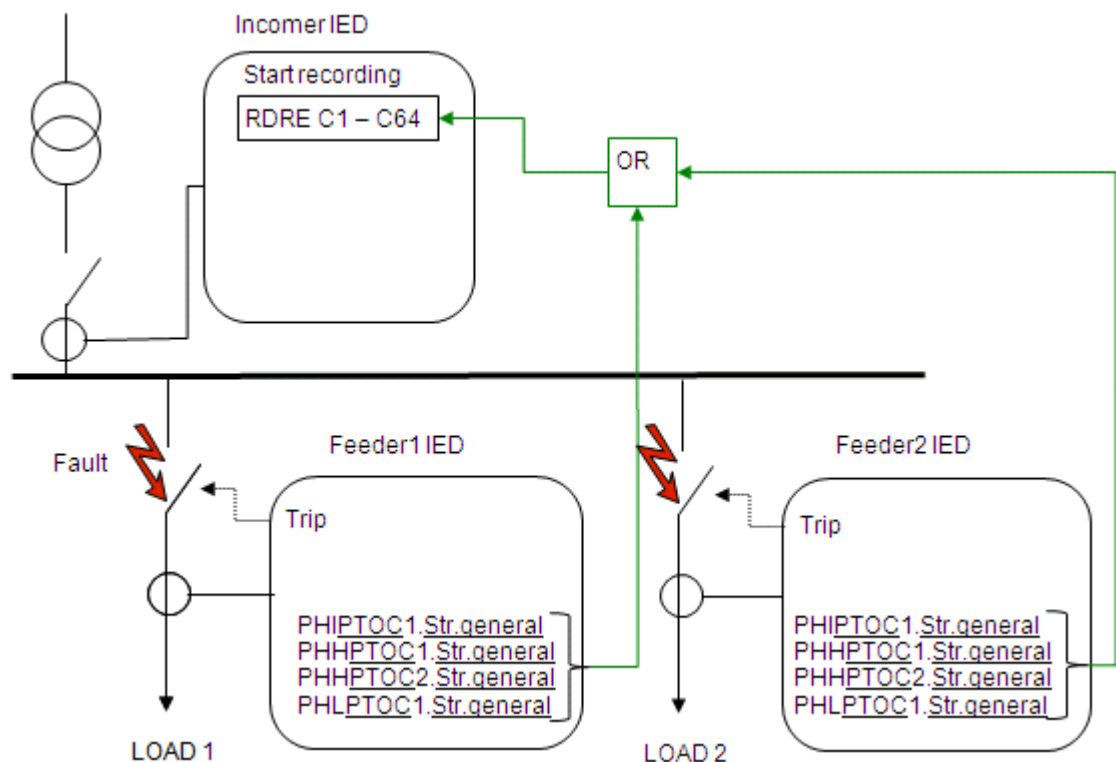 Incomer IED
Start recording
RDRE C1 – C64
OR
Fault
Feeder1 IED
Trip
PHIPTOC1.Str.general
PHHPTOC1.Str.general
PHHPTOC2.Str.general
PHLPTOC1.Str.general
LOAD 1
Feeder2 IED
Trip
PHIPTOC1.Str.general
PHHPTOC1.Str.general
PHHPTOC2.Str.general
PHLPTOC1.Str.general
LOAD 2